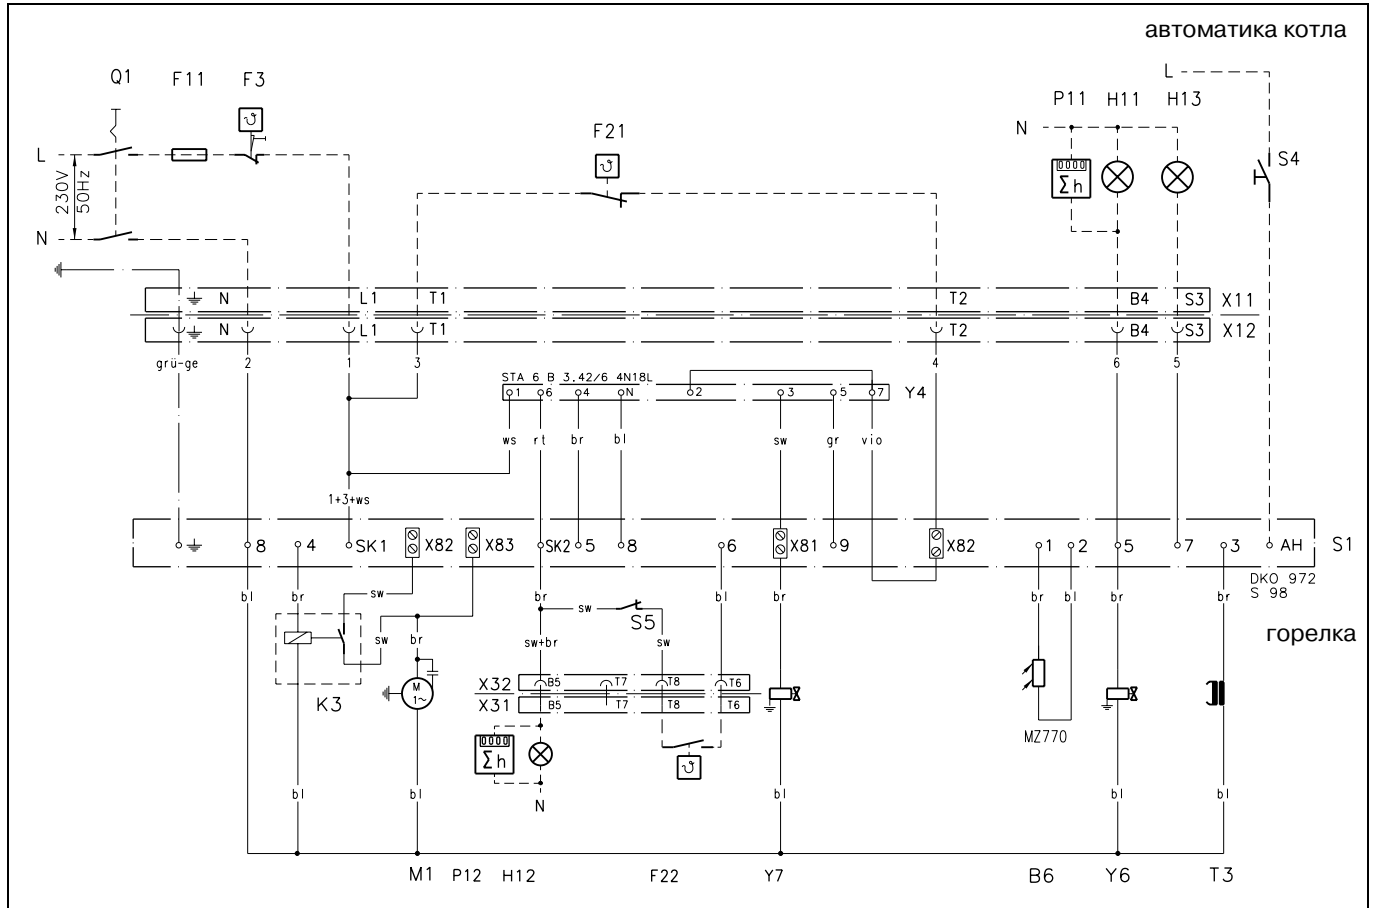 автоматика котла
Q1 F11 F3
L
P11 H11 H13
F21
N
S4
L
230V
50Hz
Σh
N
N L1 T1 T2 B4 S3 X11
N L1 T1 T2 B4 S3 X12
grü-ge 2 1 3 4 6 5
STA 6 B 3.42/6 4N18L
1 6 4 N 2 3 5 7 Y4
ws rt br bl sw gr vio
1+3+ws
8 4 SK1 X82 X83 SK2 5 8 6 X81 9 X82 1 2 5 7 3 AH S1
DKO 972
S 98
bl br sw br sw bl br br bl br br
S5
горелка
sw br sw+br sw
X32 B5 T7 T8 T6
M
1~
X31 B5 T7 T8 T6
K3
MZ770
Σh
bl bl bl bl bl
N
M1 P12 H12 F22 Y7 B6 Y6 T3